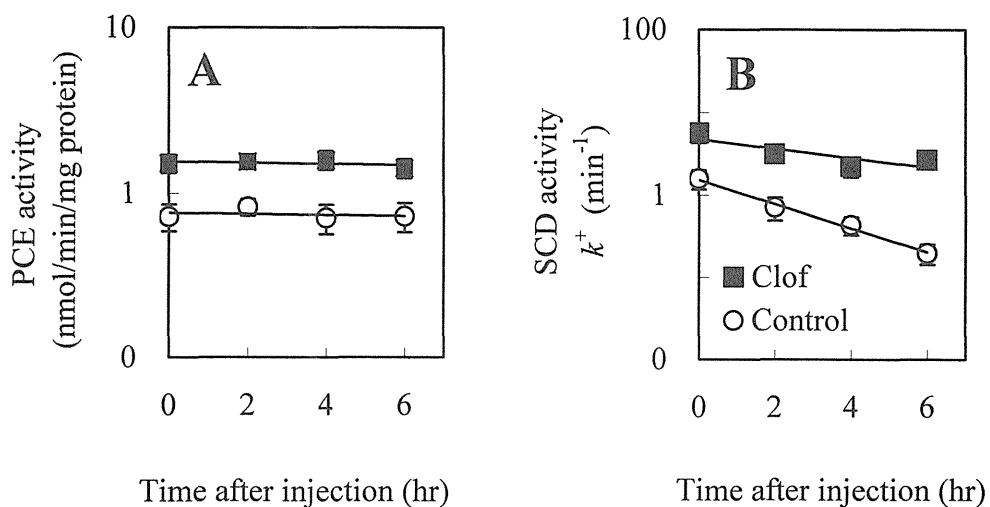 PCE activity
(nmol/min/mg protein)
10
1
0
A
0 2 4 6
Time after injection (hr)
SCD activity
k⁺ (min⁻¹)
100
1
0
B
Clof
Control
0 2 4 6
Time after injection (hr)